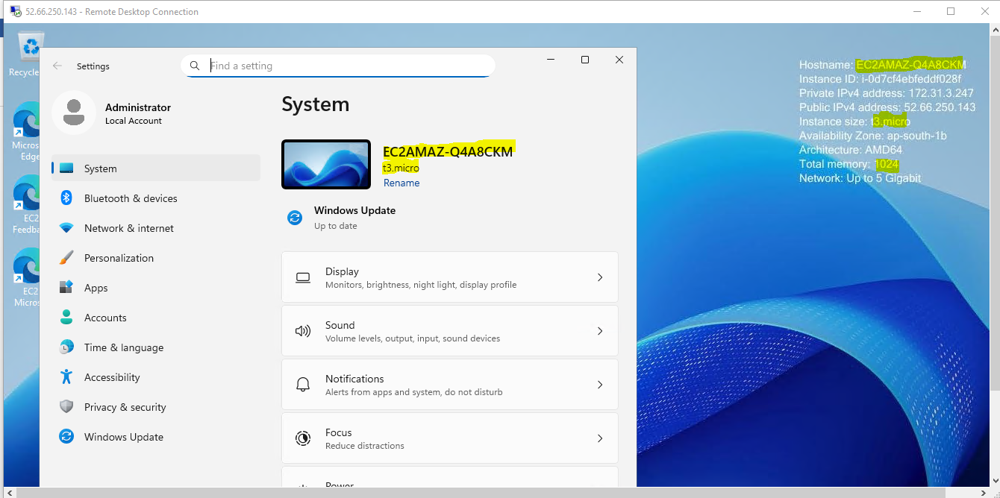 52.66.250.143 - Remote Desktop Connection
Recycle
Micros
Edge
EC2
Feedba
EC2
Micros
Settings
Find a setting
Administrator
Local Account
System
Bluetooth & devices
Network & internet
Personalization
Apps
Accounts
Time & language
Accessibility
Privacy & security
Windows Update
System
EC2AMAZ-Q4A8CKM
t3.micro
Rename
Windows Update
Up to date
Display
Monitors, brightness, night light, display profile
Sound
Volume levels, output, input, sound devices
Notifications
Alerts from apps and system, do not disturb
Focus
Reduce distractions
Power
Hostname: EC2AMAZ-Q4A8CKM
Instance ID: i-0d7cf4ebfeddf028f
Private IPv4 address: 172.31.3.247
Public IPv4 address: 52.66.250.143
Instance size: t3.micro
Availability Zone: ap-south-1b
Architecture: AMD64
Total memory: 1024
Network: Up to 5 Gigabit